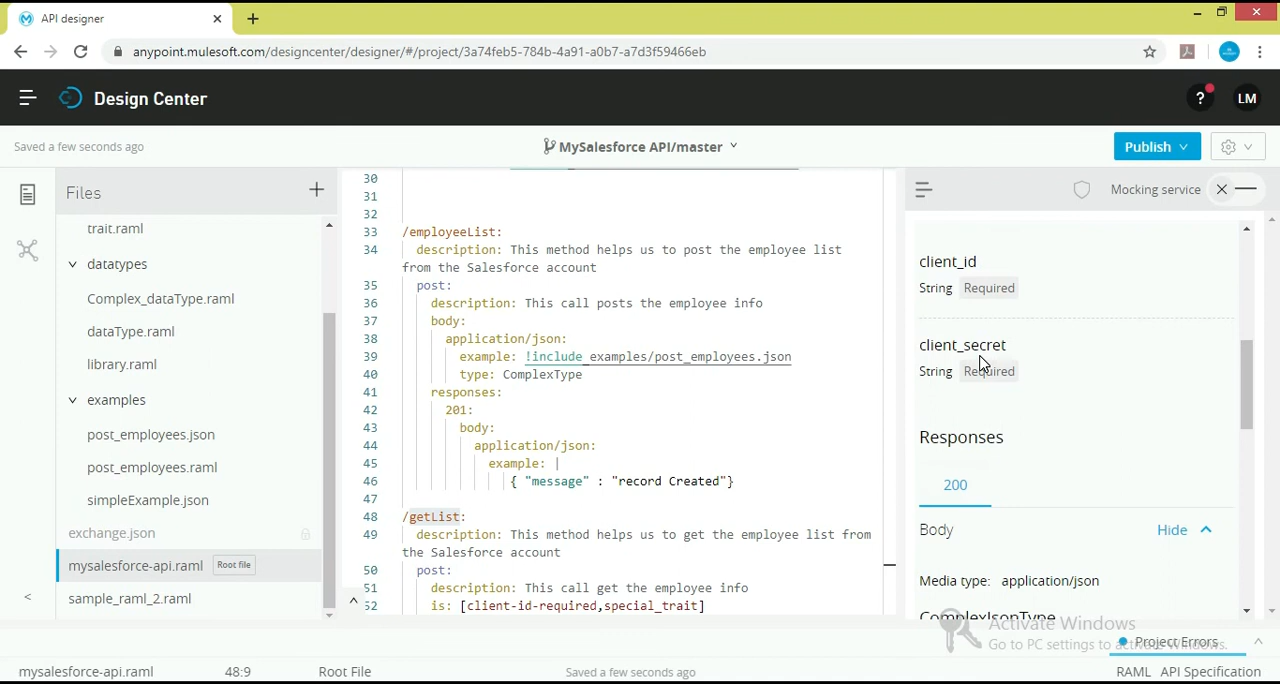 API designer
anypoint.mulesoft.com/designcenter/designer/#/project/3a74feb5-784b-4a91-a0b7-a7d3f59466eb
Design Center
? LM
Saved a few seconds ago
MySalesforce API/master
Publish
Files
Mocking service
trait.raml
datatypes
Complex_dataType.raml
dataType.raml
library.raml
examples
post_employees.json
post_employees.raml
simpleExample.json
exchange.json
mysalesforce-api.raml Root file
sample_raml_2.raml
30
31
32
33 /employeeList:
34 description: This method helps us to post the employee list
from the Salesforce account
35 post:
36 description: This call posts the employee info
37 body:
38 application/json:
39 example: !include examples/post_employees.json
40 type: ComplexType
41 responses:
42 201:
43 body:
44 application/json:
45 example: |
46 { "message" : "record Created"}
47
48 /getList:
49 description: This method helps us to get the employee list from
the Salesforce account
50 post:
51 description: This call get the employee info
52 is: [client-id-required,special_trait]
client_id
String Required
client_secret
String Required
Responses
200
Body Hide
Media type: application/json
ComplexJsonType
Activate Windows
Go to PC settings to activate Windows.
Project Errors
mysalesforce-api.raml 48:9 Root File Saved a few seconds ago RAML API Specification